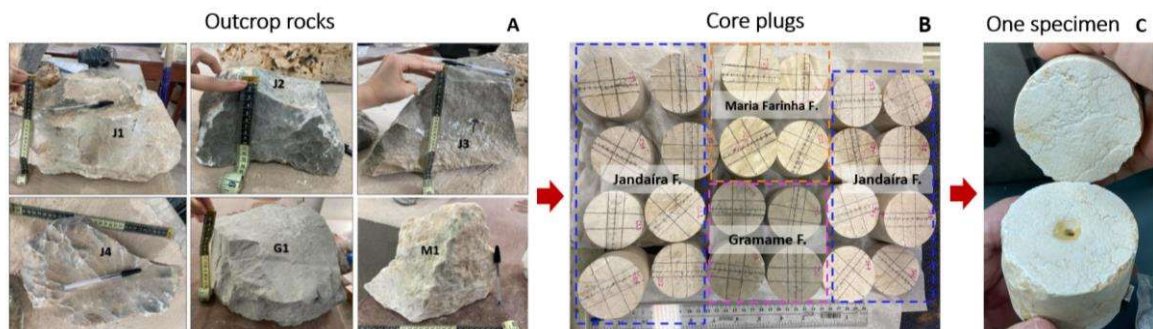 Outcrop rocks
A
J1
J2
J3
J4
G1
M1
Core plugs
B
Maria Farinha F.
Jandaíra F.
Jandaíra F.
Gramame F.
One specimen
C